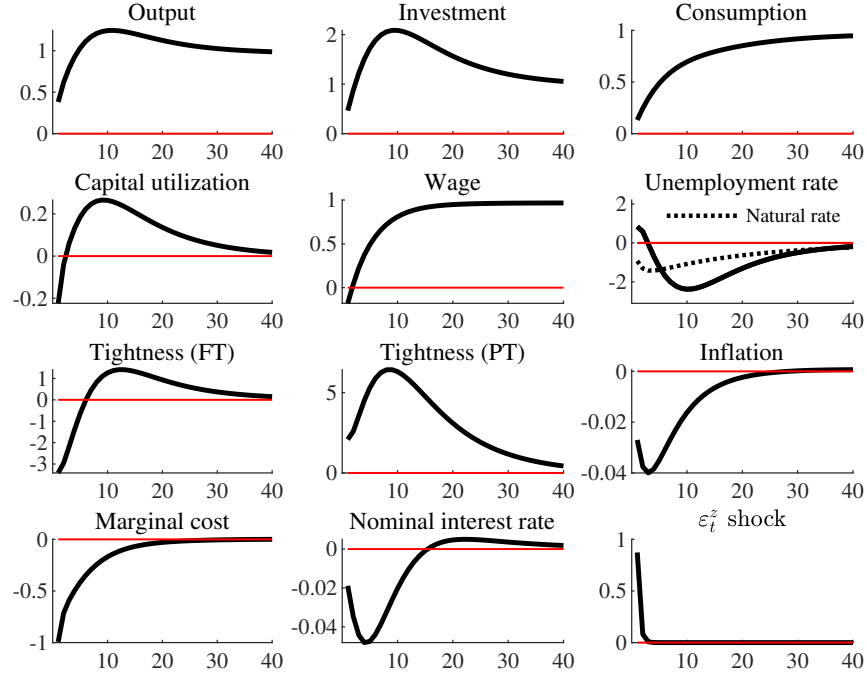 Output
1
0.5
0
10 20 30 40
Investment
2
1
0
10 20 30 40
Consumption
1
0.5
0
10 20 30 40
Capital utilization
0.2
0
-0.2
10 20 30 40
Wage
1
0.5
0
10 20 30 40
Unemployment rate
Natural rate
2
0
-2
10 20 30 40
Tightness (FT)
1
0
-1
-2
-3
10 20 30 40
Tightness (PT)
5
0
10 20 30 40
Inflation
0
-0.02
-0.04
10 20 30 40
Marginal cost
0
-0.5
-1
10 20 30 40
Nominal interest rate
0
-0.02
-0.04
10 20 30 40
ε_t^z shock
1
0.5
0
10 20 30 40